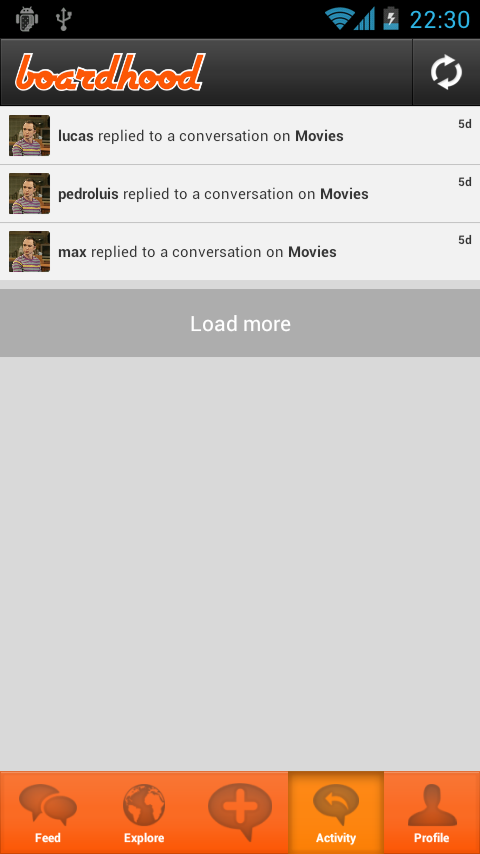 22:30
boardhood
5d
lucas replied to a conversation on Movies
5d
pedroluis replied to a conversation on Movies
5d
max replied to a conversation on Movies
Load more
Feed
Explore
Activity
Profile